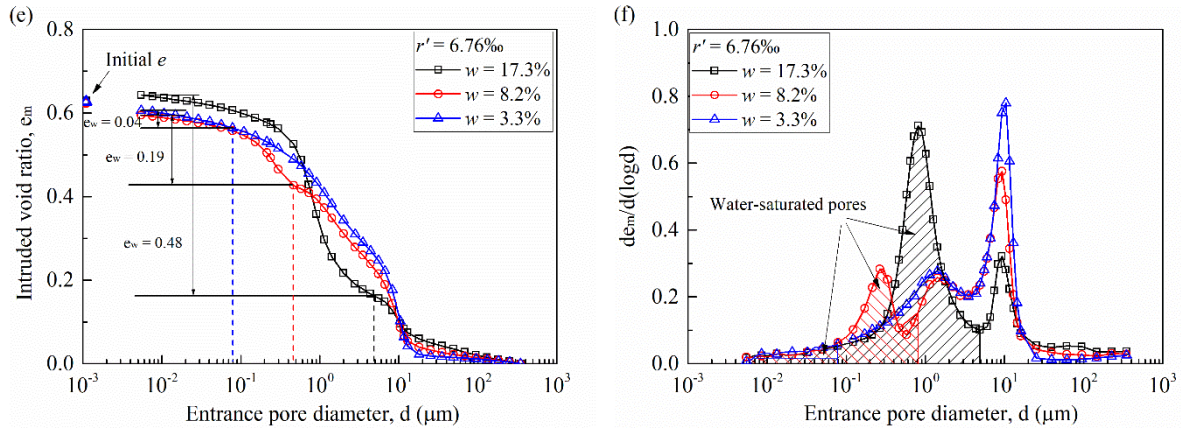 (e)
0.8
0.6
0.4
0.2
0.0
Intruded void ratio, em
Initial e
r' = 6.76‰
w = 17.3%
w = 8.2%
w = 3.3%
ew = 0.04
ew = 0.19
ew = 0.48
10-3 10-2 10-1 100 101 102 103
Entrance pore diameter, d (μm)
(f)
1.0
0.8
0.6
0.4
0.2
0.0
dem/d(logd)
r' = 6.76‰
w = 17.3%
w = 8.2%
w = 3.3%
Water-saturated pores
10-3 10-2 10-1 100 101 102 103
Entrance pore diameter, d (μm)